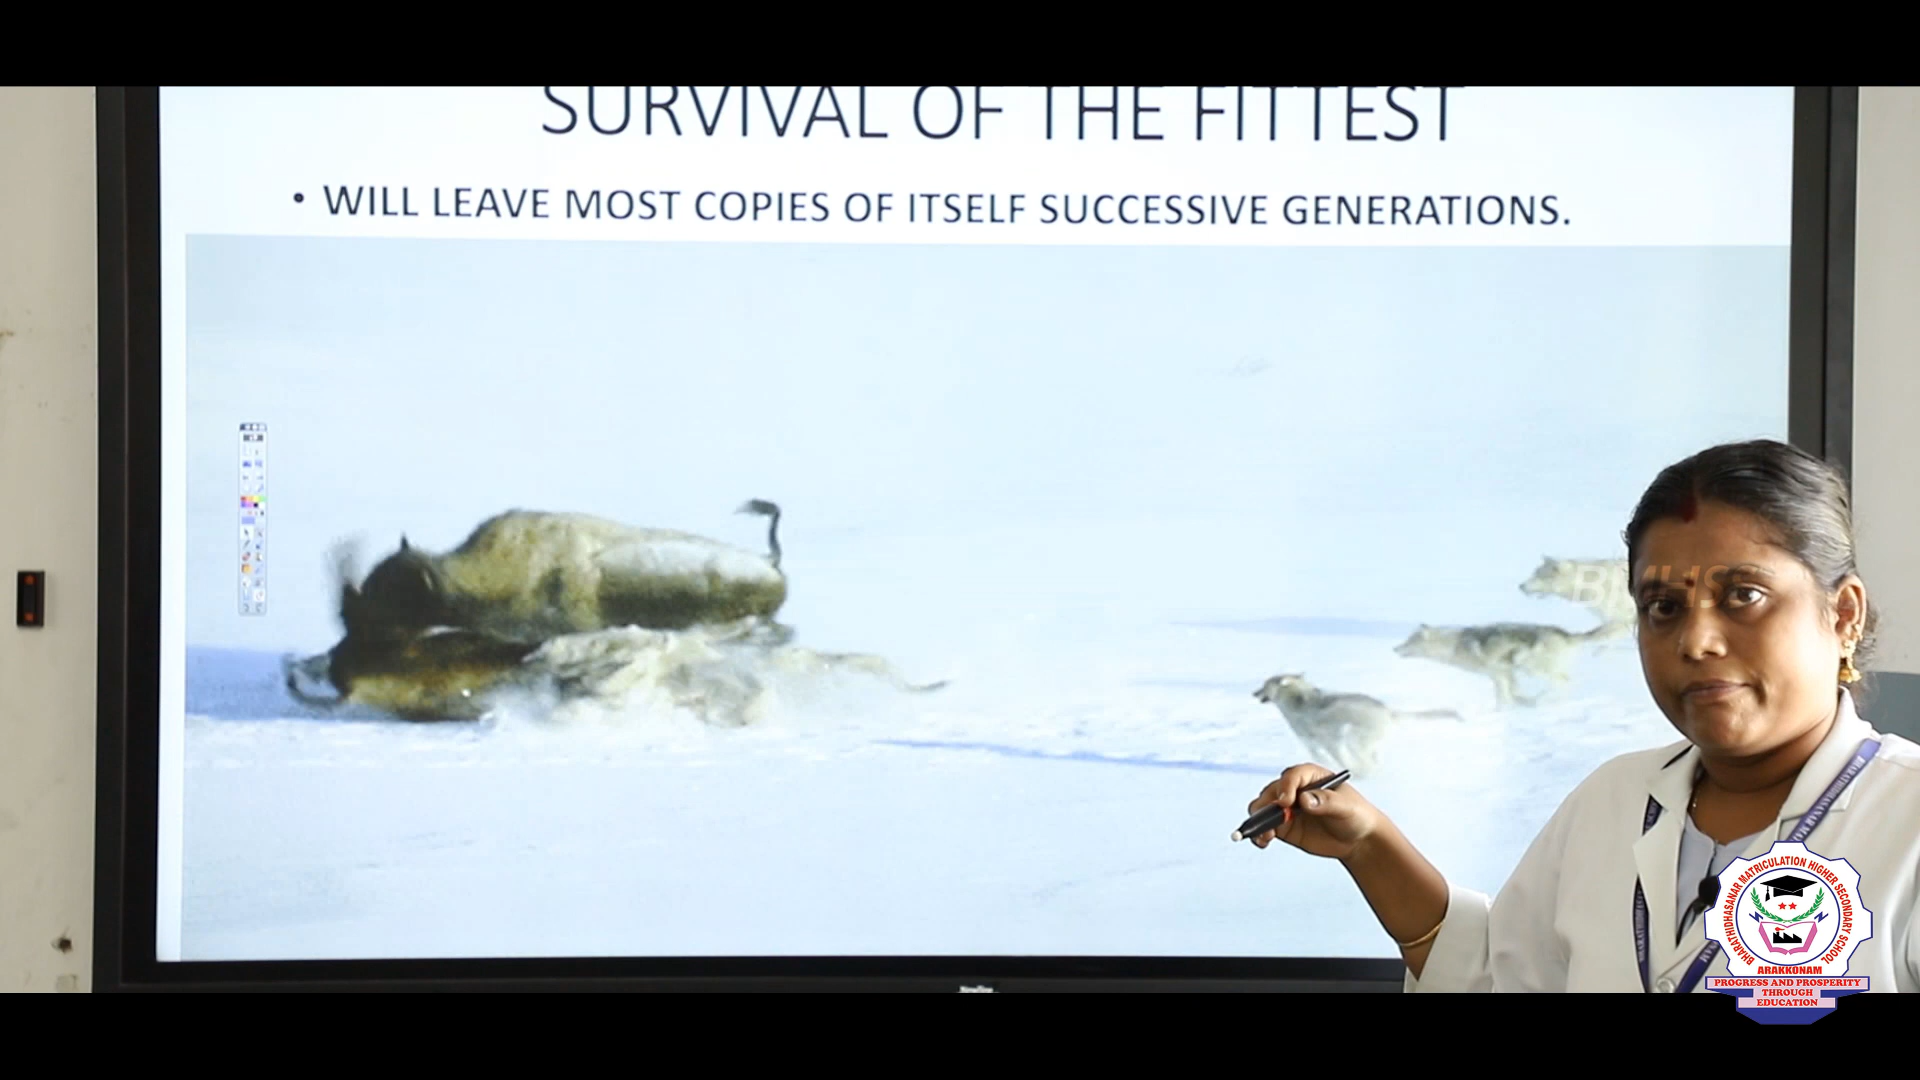 SURVIVAL OF THE FITTEST
• WILL LEAVE MOST COPIES OF ITSELF SUCCESSIVE GENERATIONS.
BMHSS
BHARATHIDHASANAR MATRICULATION HIGHER SECONDARY SCHOOL
ARAKKONAM
PROGRESS AND PROSPERITY
THROUGH
EDUCATION